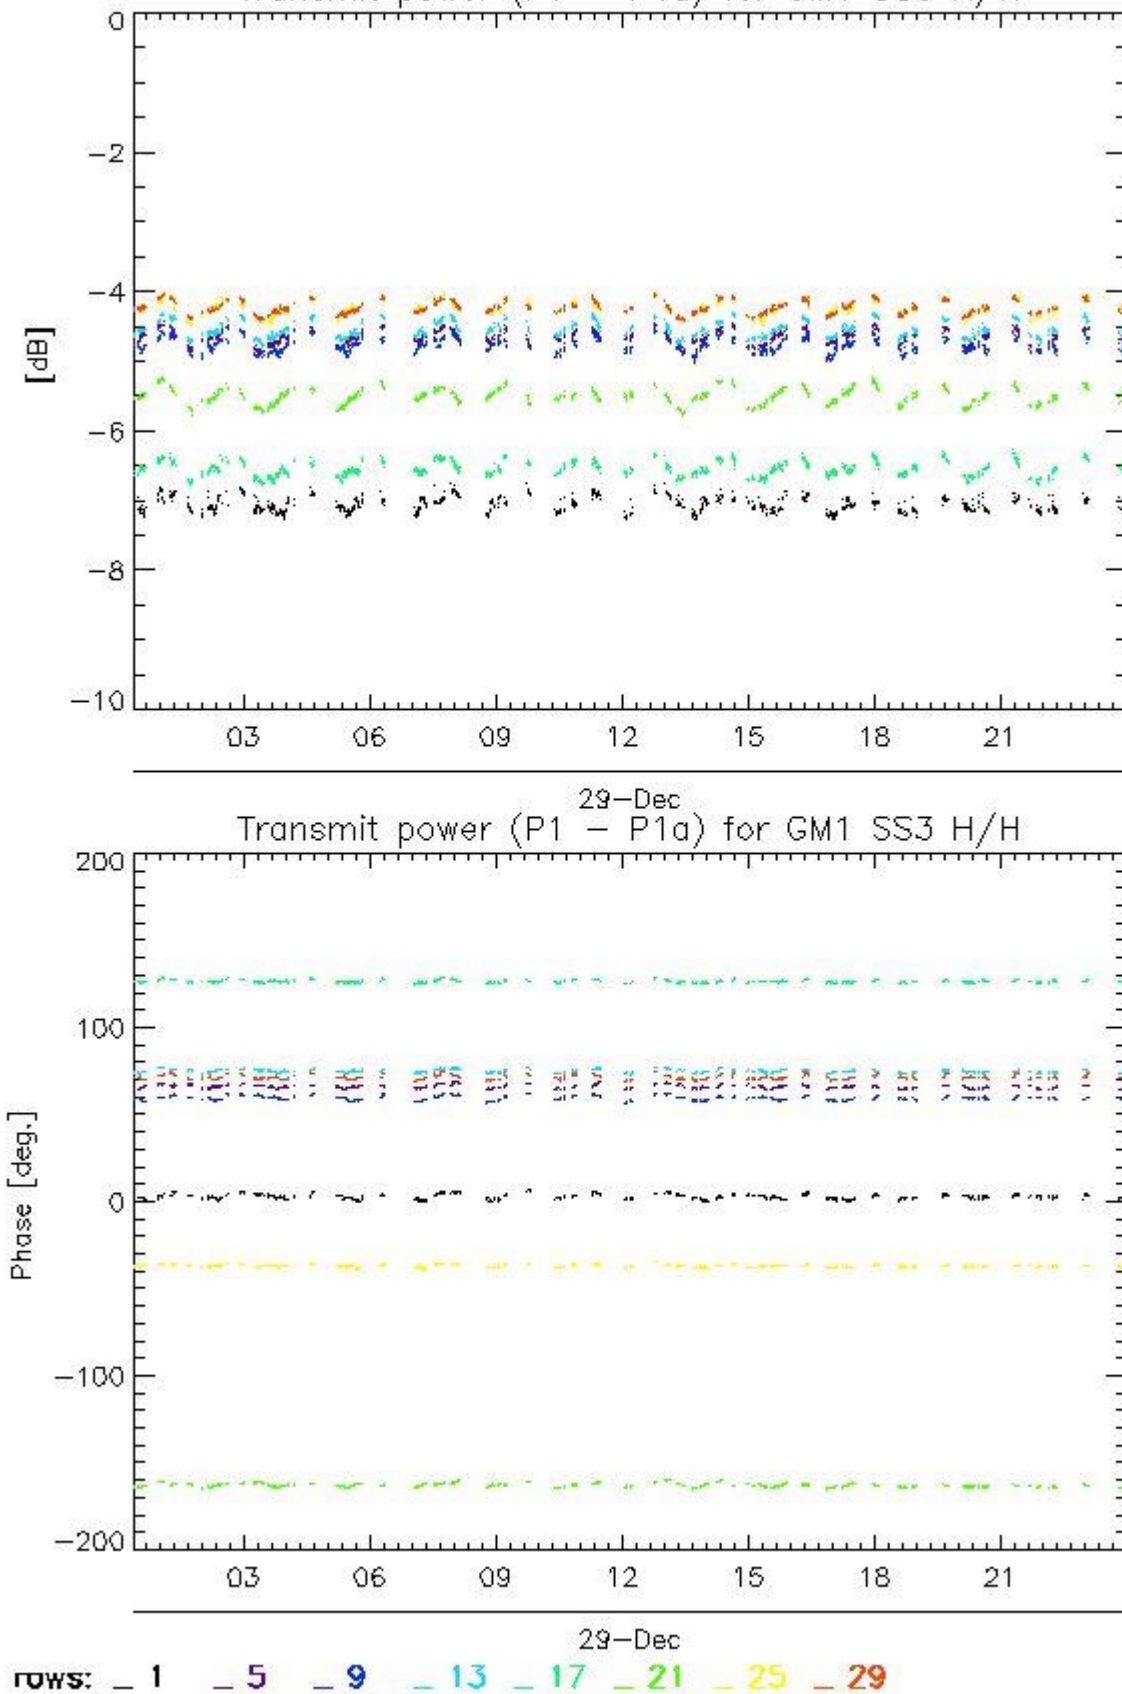 0
−2
−4
−6
−8
−10
[dB]
03 06 09 12 15 18 21
29−Dec
Transmit power (P1 − P1a) for GM1 SS3 H/H
200
100
0
−100
−200
Phase [deg.]
03 06 09 12 15 18 21
29−Dec
rows: _ 1 _ 5 _ 9 _ 13 _ 17 _ 21 _ 25 _ 29